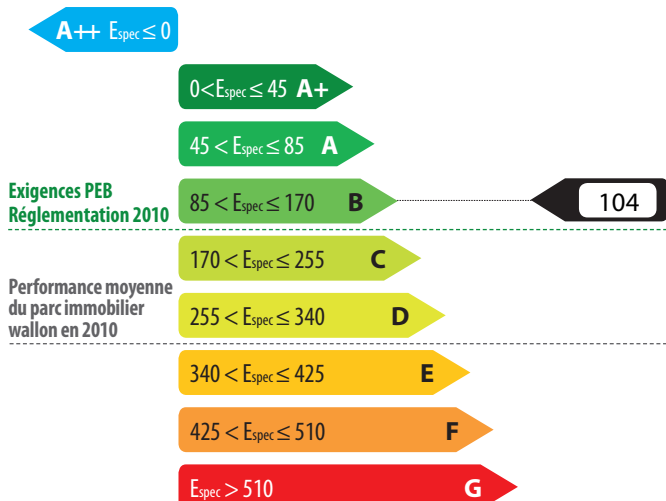 A++ Espec ≤ 0
0 < Espec ≤ 45 A+
45 < Espec ≤ 85 A
Exigences PEB
Réglementation 2010
85 < Espec ≤ 170 B
104
170 < Espec ≤ 255 C
Performance moyenne
du parc immobilier
wallon en 2010
255 < Espec ≤ 340 D
340 < Espec ≤ 425 E
425 < Espec ≤ 510 F
Espec > 510 G